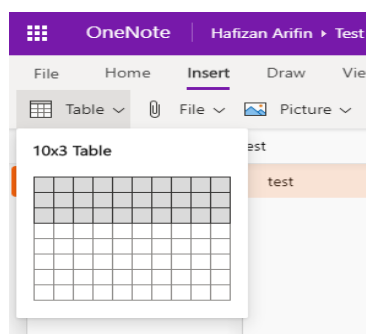 OneNote Hafizan Arifin ▸ Test
File Home Insert Draw Vie
Table File Picture
10x3 Table
est
test